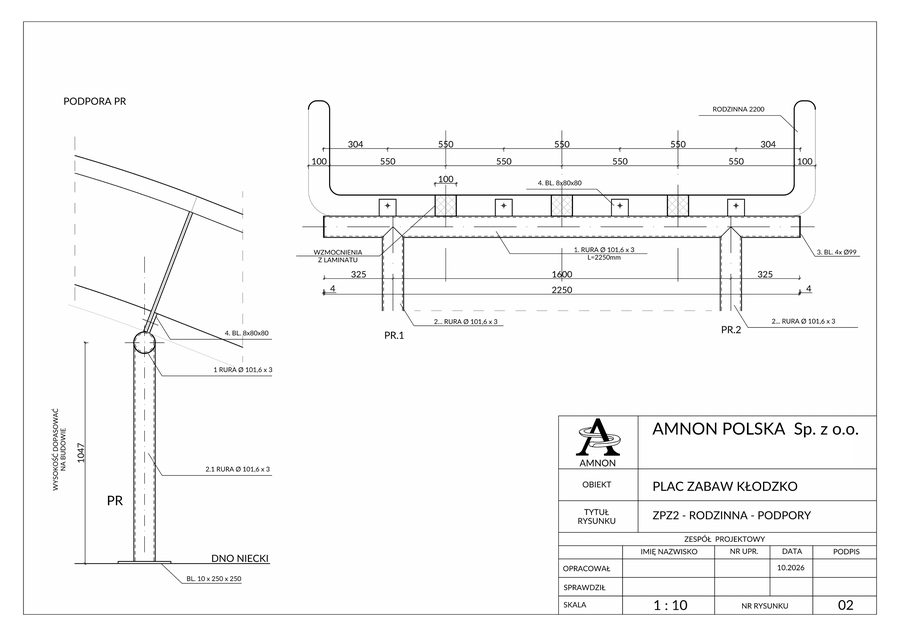 PODPORA PR
RODZINNA 2200
304 550 550 550 304
100 550 550 550 550 100
100
4. BL. 8x80x80
WZMOCNIENIA
Z LAMINATU
1. RURA Ø 101,6 x 3
L=2250mm
3. BL. 4x Ø99
325 1600 325
4 2250 4
2... RURA Ø 101,6 x 3
2... RURA Ø 101,6 x 3
PR.1
PR.2
4. BL. 8x80x80
1 RURA Ø 101,6 x 3
WYSOKOŚĆ DOPASOWAĆ
NA BUDOWIE
1047
2.1 RURA Ø 101,6 x 3
PR
DNO NIECKI
BL. 10 x 250 x 250
AMNON
AMNON POLSKA Sp. z o.o.
OBIEKT
PLAC ZABAW KŁODZKO
TYTUŁ
RYSUNKU
ZPZ2 - RODZINNA - PODPORY
ZESPÓŁ PROJEKTOWY
IMIĘ NAZWISKO NR UPR. DATA PODPIS
OPRACOWAŁ 10.2026
SPRAWDZIŁ
SKALA 1 : 10 NR RYSUNKU 02